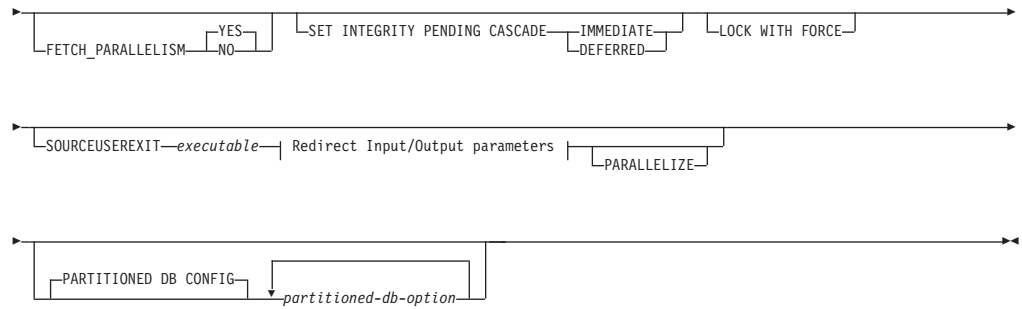 YES
FETCH_PARALLELISM NO
SET INTEGRITY PENDING CASCADE IMMEDIATE
DEFERRED
LOCK WITH FORCE
SOURCEUSEREXIT executable Redirect Input/Output parameters
PARALLELIZE
PARTITIONED DB CONFIG
partitioned-db-option